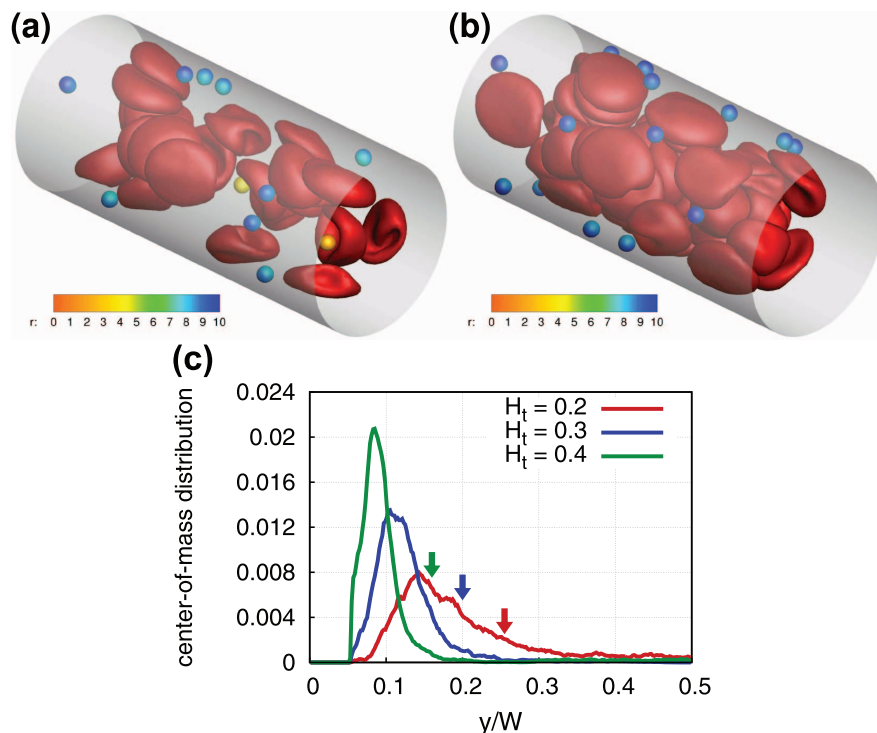 (a)
(b)
r: 0 1 2 3 4 5 6 7 8 9 10
r: 0 1 2 3 4 5 6 7 8 9 10
(c)
center-of-mass distribution
0.024
0.02
0.016
0.012
0.008
0.004
0
Ht = 0.2
Ht = 0.3
Ht = 0.4
0 0.1 0.2 0.3 0.4 0.5
y/W